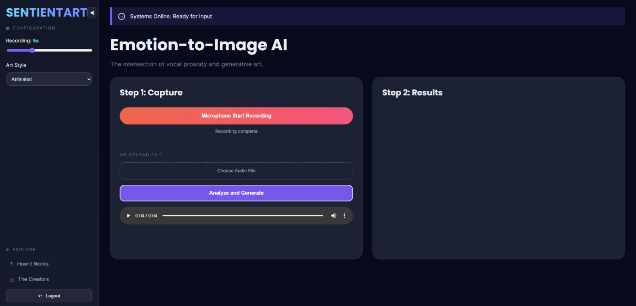 SENTIENTART
CONFIGURATION
Recording: 5s
Art Style
Animated
EXPLORE
? How it Works
The Creators
Logout
Systems Online. Ready for Input
Emotion-to-Image AI
The intersection of vocal prosody and generative art.
Step 1: Capture
Microphone Start Recording
Recording complete
OR UPLOAD FILE
Choose Audio File
Analyze and Generate
0:04 / 0:04
Step 2: Results